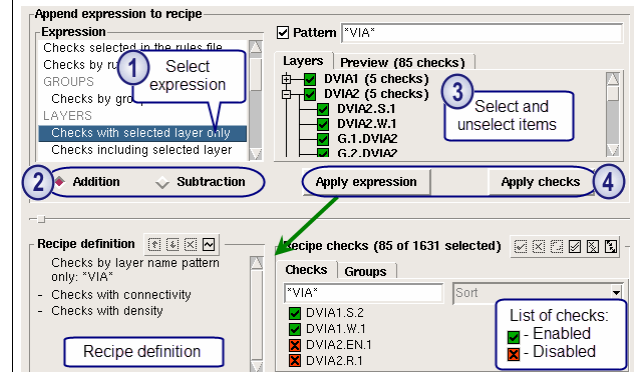 Append expression to recipe
Expression
Checks selected in the rules file
Checks by
GROUPS
Checks by
LAYERS
Checks with selected layer only
Checks including selected layer
1
Select
expression
Pattern *VIA*
Layers Preview (85 checks)
DVIA1 (5 checks)
DVIA2 (5 checks)
DVIA2.S.1
DVIA2.W.1
G.1.DVIA2
G.2.DVIA2
3
Select and
unselect items
2
Addition Subtraction
Apply expression Apply checks
4
Recipe definition
Checks by layer name pattern
only: *VIA*
- Checks with connectivity
- Checks with density
Recipe definition
Recipe checks (85 of 1631 selected)
Checks Groups
*VIA* Sort
DVIA1.S.2
DVIA1.W.1
DVIA2.EN.1
DVIA2.R.1
List of checks:
- Enabled
- Disabled